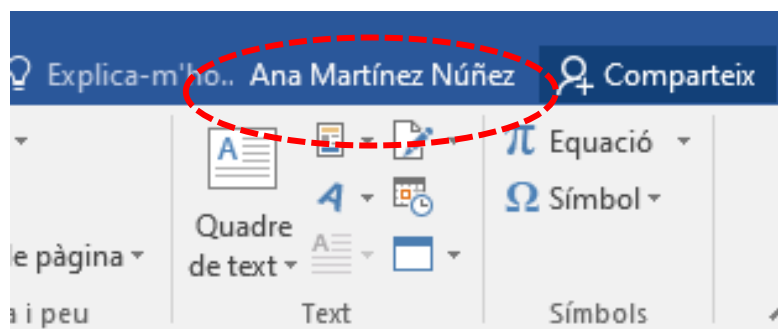 Explica-m'ho.. Ana Martínez Núñez Comparteix
A π Equació
A Ω Símbol
Quadre
de text
A
e pàgina
a i peu Text Símbols